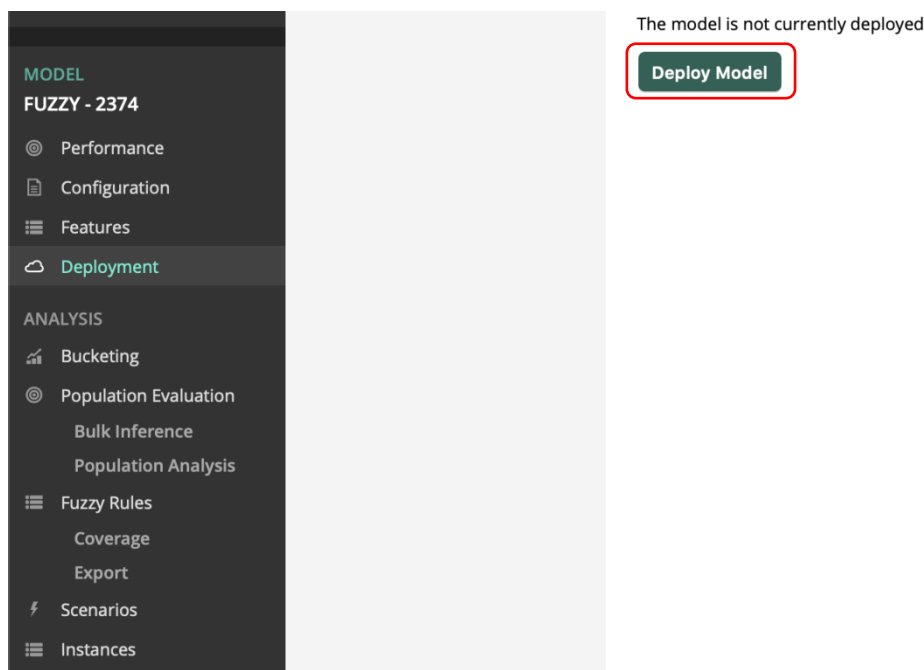 MODEL
FUZZY - 2374
Performance
Configuration
Features
Deployment
ANALYSIS
Bucketing
Population Evaluation
Bulk Inference
Population Analysis
Fuzzy Rules
Coverage
Export
Scenarios
Instances
The model is not currently deployed
Deploy Model